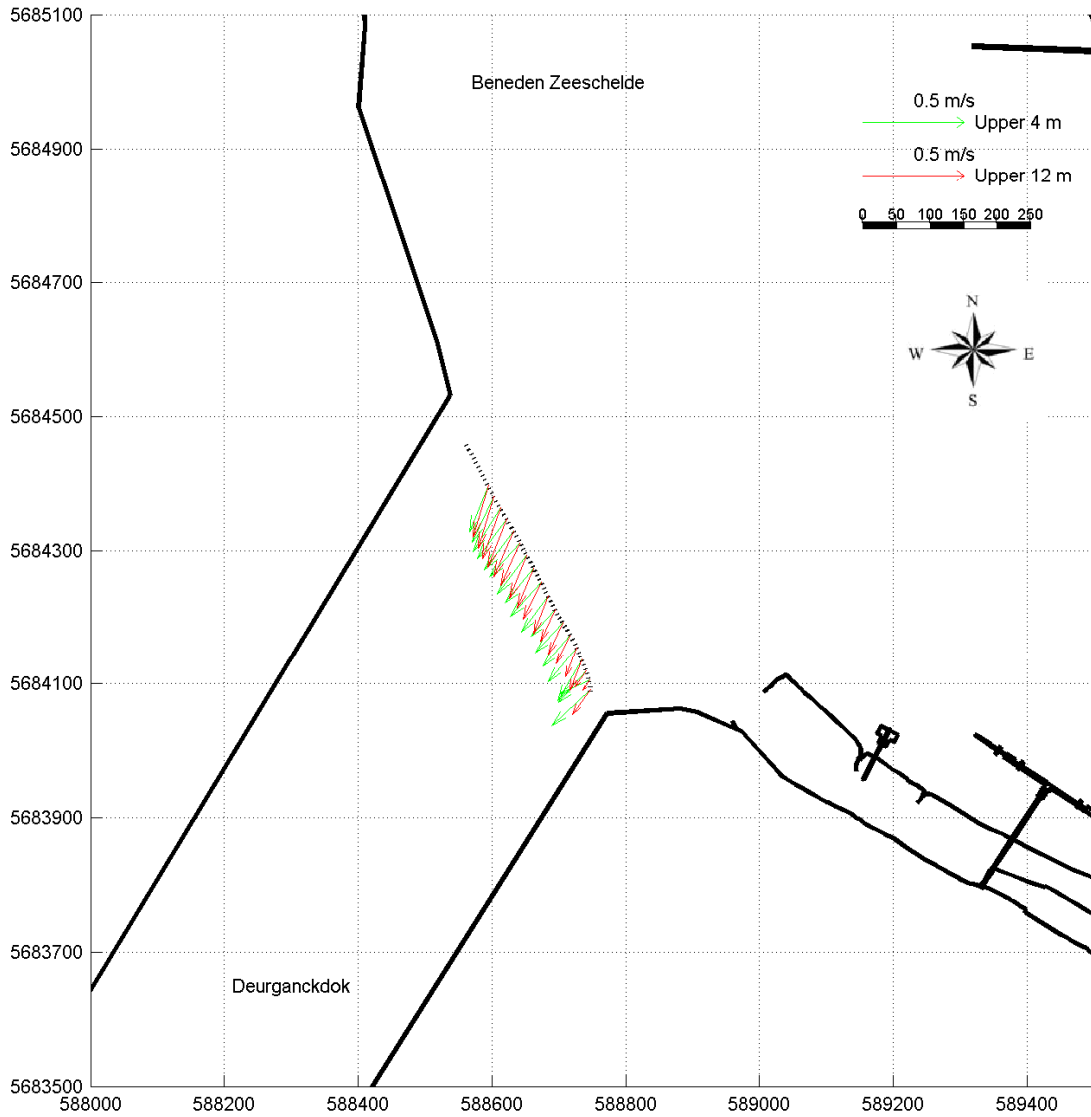 5685100
Beneden Zeeschelde
0.5 m/s
Upper 4 m
5684900
0.5 m/s
Upper 12 m
0 50 100 150 200 250
5684700
N
W E
S
5684500
5684300
5684100
5683900
5683700
Deurganckdok
5683500
588000 588200 588400 588600 588800 589000 589200 589400